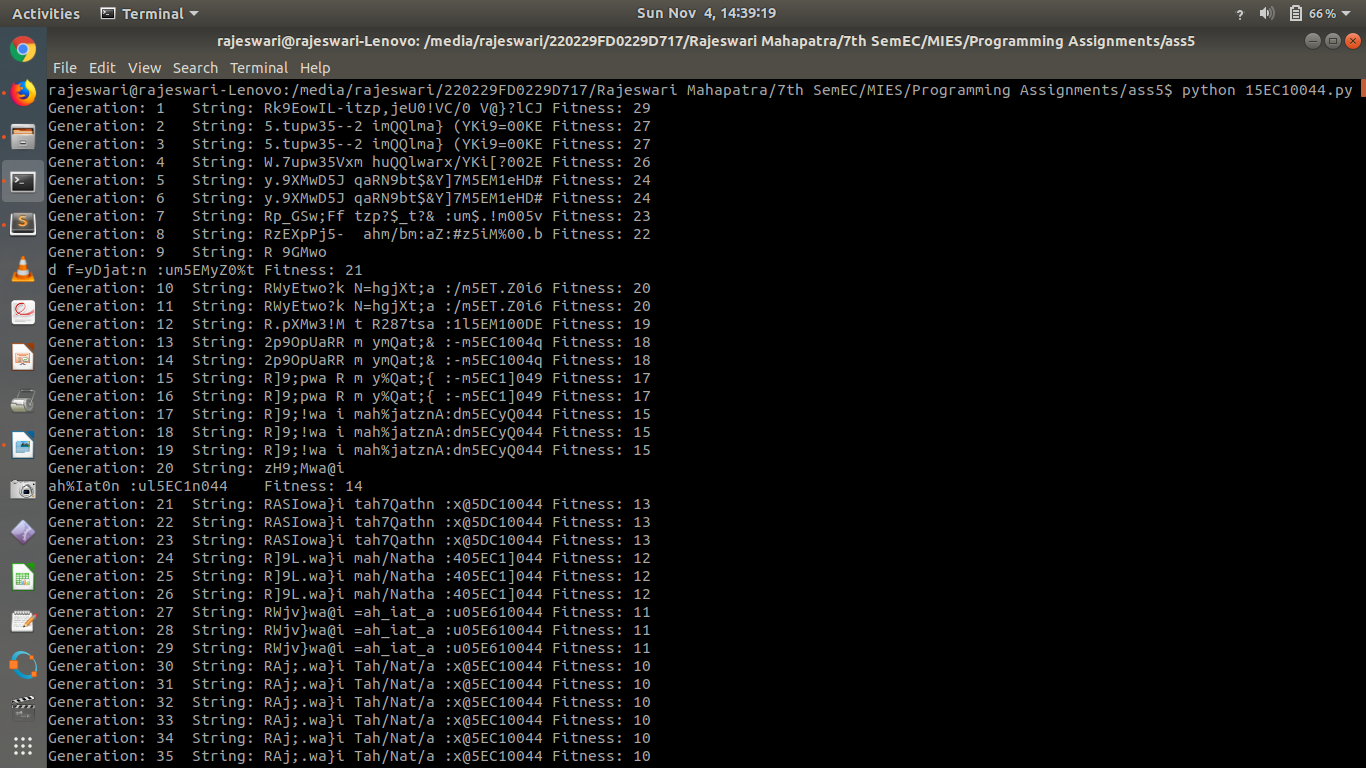 Activities Terminal Sun Nov 4, 14:39:19 ? 66%
rajeswari@rajeswari-Lenovo: /media/rajeswari/220229FD0229D717/Rajeswari Mahapatra/7th SemEC/MIES/Programming Assignments/ass5
File Edit View Search Terminal Help
rajeswari@rajeswari-Lenovo:/media/rajeswari/220229FD0229D717/Rajeswari Mahapatra/7th SemEC/MIES/Programming Assignments/ass5$ python 15EC10044.py
Generation: 1 String: Rk9EowIL-itzp,jeU0!VC/0 V@}?lCJ Fitness: 29
Generation: 2 String: 5.tupw35--2 imQQlma} (YKi9=00KE Fitness: 27
Generation: 3 String: 5.tupw35--2 imQQlma} (YKi9=00KE Fitness: 27
Generation: 4 String: W.7upw35Vxm huQQlwarx/YKi[?002E Fitness: 26
Generation: 5 String: y.9XMwD5J qaRN9bt$&Y]7M5EM1eHD# Fitness: 24
Generation: 6 String: y.9XMwD5J qaRN9bt$&Y]7M5EM1eHD# Fitness: 24
Generation: 7 String: Rp_GSw;Ff tzp?$_t?& :um$.!m005v Fitness: 23
Generation: 8 String: RzEXpPj5-  ahm/bm:aZ:#z5iM%00.b Fitness: 22
Generation: 9 String: R 9GMwo
d f=yDjat:n :um5EMyZ0%t Fitness: 21
Generation: 10 String: RWyEtwo?k N=hgjXt;a :/m5ET.Z0i6 Fitness: 20
Generation: 11 String: RWyEtwo?k N=hgjXt;a :/m5ET.Z0i6 Fitness: 20
Generation: 12 String: R.pXMw3!M t R287tsa :1l5EM100DE Fitness: 19
Generation: 13 String: 2p9OpUaRR m ymQat;& :-m5EC1004q Fitness: 18
Generation: 14 String: 2p9OpUaRR m ymQat;& :-m5EC1004q Fitness: 18
Generation: 15 String: R]9;pwa R m y%Qat;{ :-m5EC1]049 Fitness: 17
Generation: 16 String: R]9;pwa R m y%Qat;{ :-m5EC1]049 Fitness: 17
Generation: 17 String: R]9;!wa i mah%jatznA:dm5ECyQ044 Fitness: 15
Generation: 18 String: R]9;!wa i mah%jatznA:dm5ECyQ044 Fitness: 15
Generation: 19 String: R]9;!wa i mah%jatznA:dm5ECyQ044 Fitness: 15
Generation: 20 String: zH9;Mwa@i
ah%Iat0n :ul5EC1n044 Fitness: 14
Generation: 21 String: RASIowa}i tah7Qathn :x@5DC10044 Fitness: 13
Generation: 22 String: RASIowa}i tah7Qathn :x@5DC10044 Fitness: 13
Generation: 23 String: RASIowa}i tah7Qathn :x@5DC10044 Fitness: 13
Generation: 24 String: R]9L.wa}i mah/Natha :405EC1]044 Fitness: 12
Generation: 25 String: R]9L.wa}i mah/Natha :405EC1]044 Fitness: 12
Generation: 26 String: R]9L.wa}i mah/Natha :405EC1]044 Fitness: 12
Generation: 27 String: RWjv}wa@i =ah_iat_a :u05E610044 Fitness: 11
Generation: 28 String: RWjv}wa@i =ah_iat_a :u05E610044 Fitness: 11
Generation: 29 String: RWjv}wa@i =ah_iat_a :u05E610044 Fitness: 11
Generation: 30 String: RAj;.wa}i Tah/Nat/a :x@5EC10044 Fitness: 10
Generation: 31 String: RAj;.wa}i Tah/Nat/a :x@5EC10044 Fitness: 10
Generation: 32 String: RAj;.wa}i Tah/Nat/a :x@5EC10044 Fitness: 10
Generation: 33 String: RAj;.wa}i Tah/Nat/a :x@5EC10044 Fitness: 10
Generation: 34 String: RAj;.wa}i Tah/Nat/a :x@5EC10044 Fitness: 10
Generation: 35 String: RAj;.wa}i Tah/Nat/a :x@5EC10044 Fitness: 10